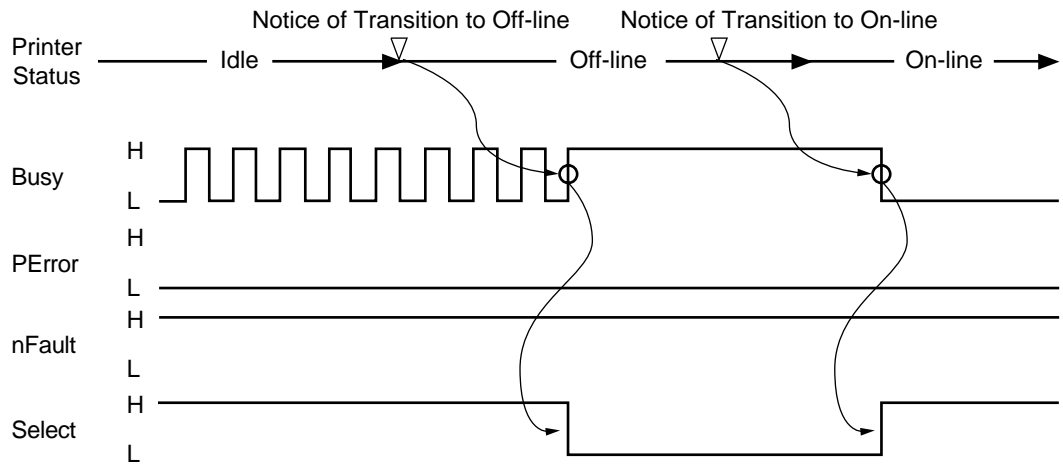 Notice of Transition to Off-line
Notice of Transition to On-line
Printer
Status
Idle
Off-line
On-line
H
Busy
L
H
PError
L
H
nFault
L
H
Select
L